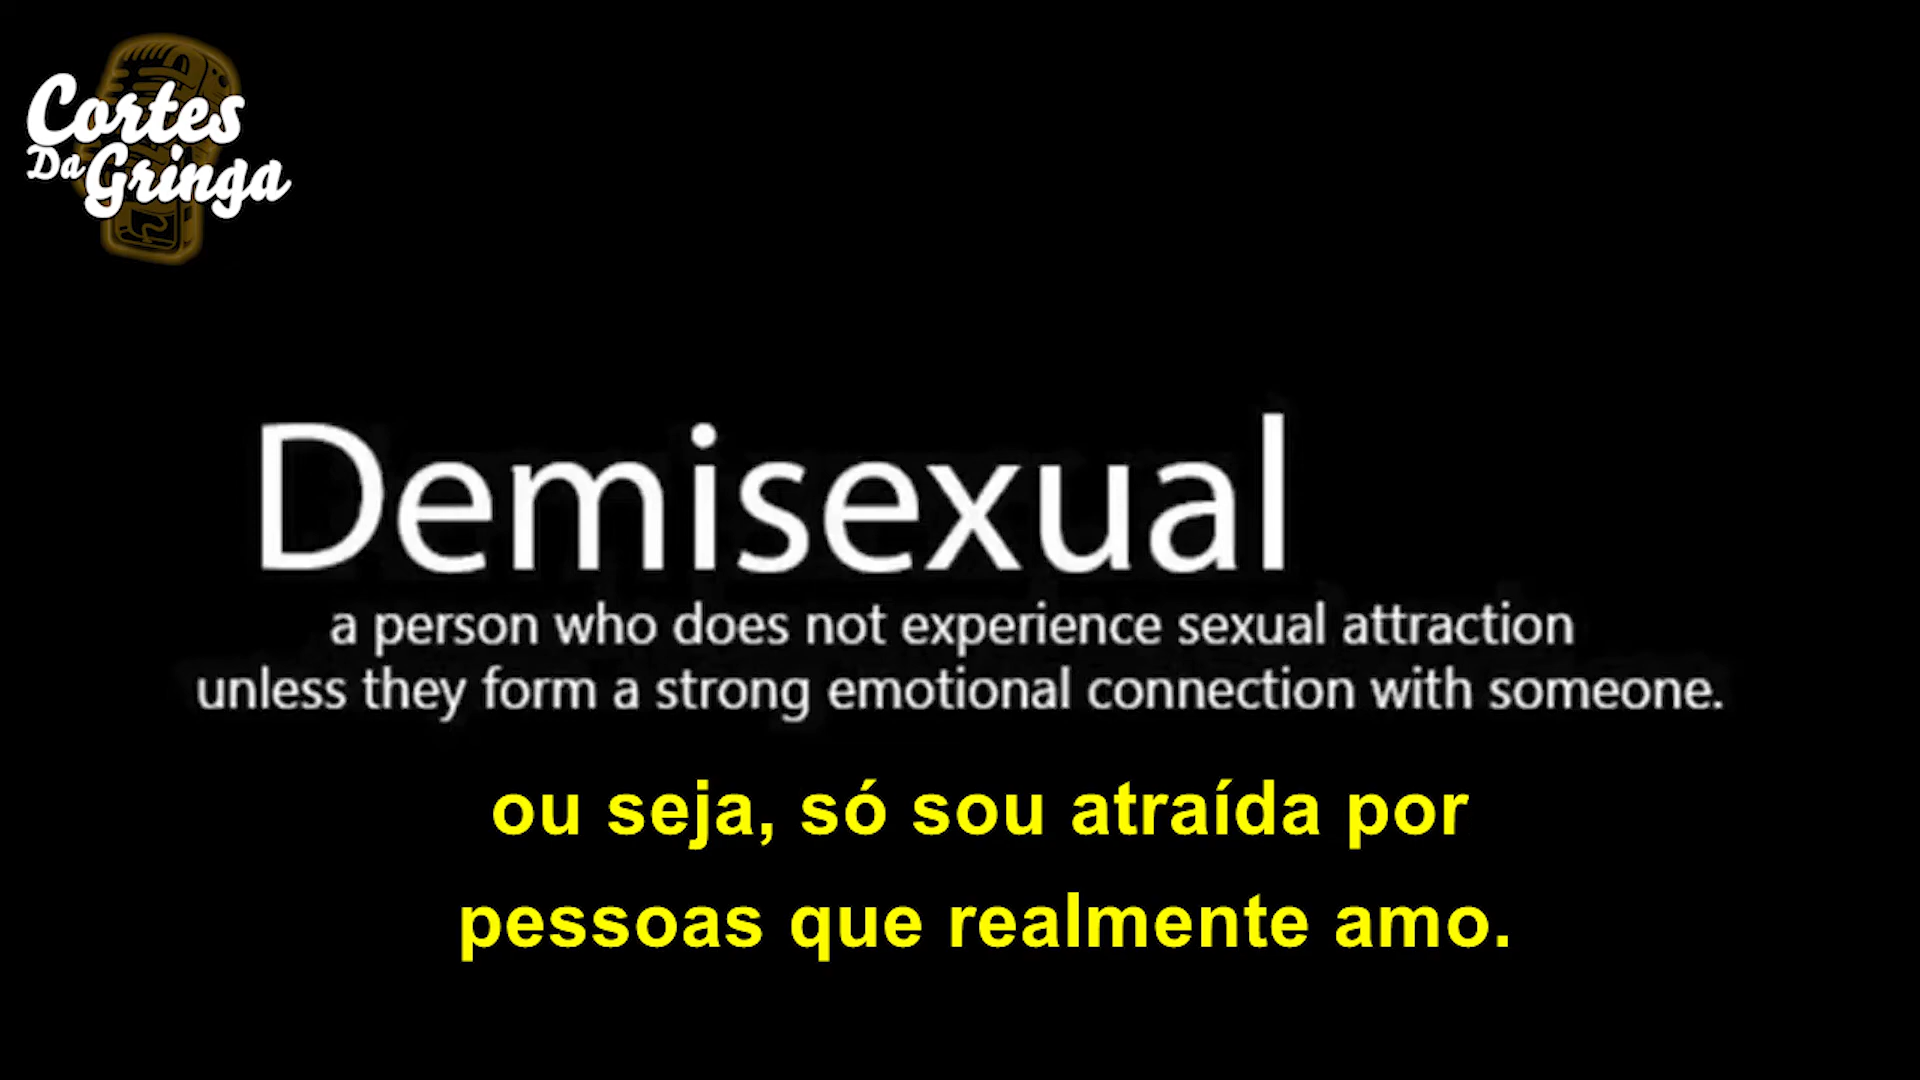 Cortes
Da Gringa
Demisexual
a person who does not experience sexual attraction
unless they form a strong emotional connection with someone.
ou seja, só sou atraída por
pessoas que realmente amo.